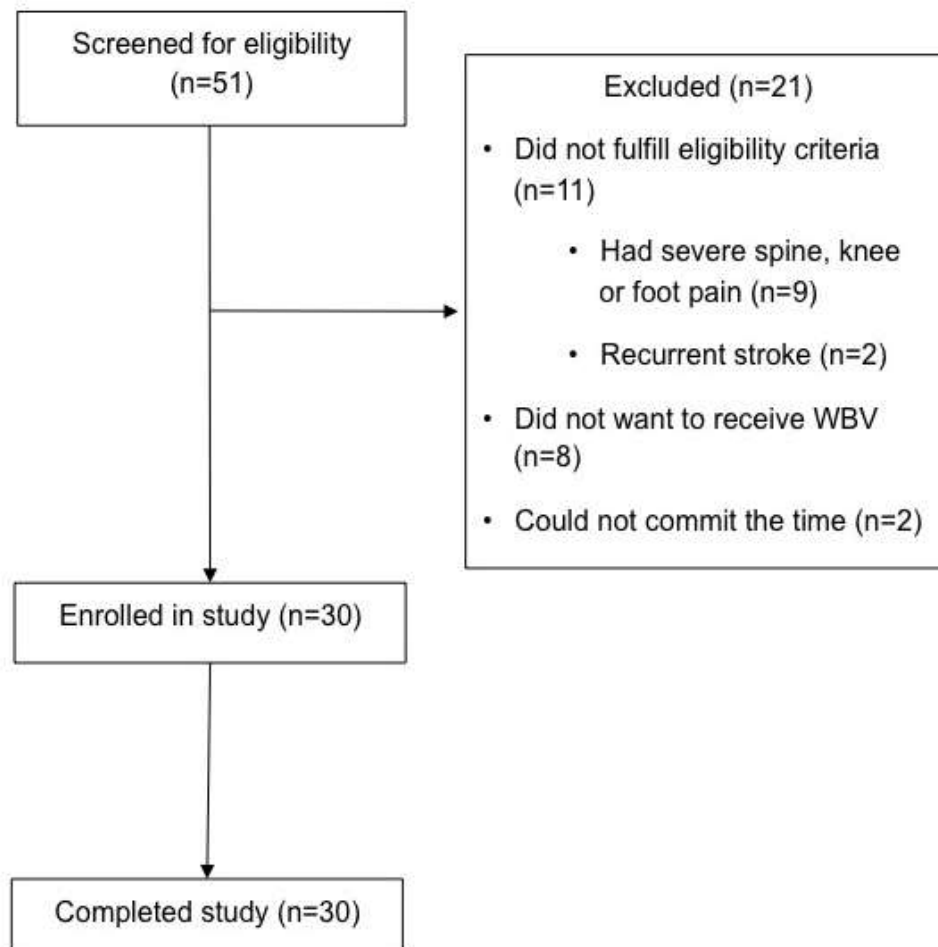 Screened for eligibility
(n=51)
Excluded (n=21)
• Did not fulfill eligibility criteria
(n=11)
• Had severe spine, knee
or foot pain (n=9)
• Recurrent stroke (n=2)
• Did not want to receive WBV
(n=8)
• Could not commit the time (n=2)
Enrolled in study (n=30)
Completed study (n=30)